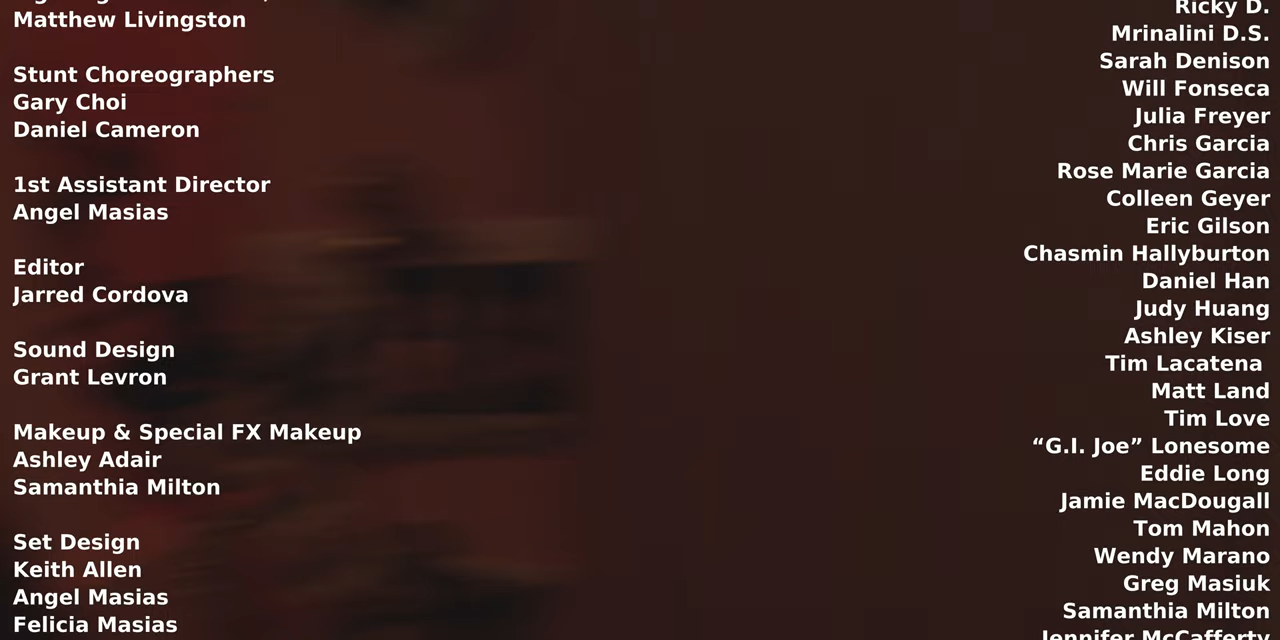 Matthew Livingston
Stunt Choreographers
Gary Choi
Daniel Cameron
1st Assistant Director
Angel Masias
Editor
Jarred Cordova
Sound Design
Grant Levron
Makeup & Special FX Makeup
Ashley Adair
Samanthia Milton
Set Design
Keith Allen
Angel Masias
Felicia Masias
Ricky D.
Mrinalini D.S.
Sarah Denison
Will Fonseca
Julia Freyer
Chris Garcia
Rose Marie Garcia
Colleen Geyer
Eric Gilson
Chasmin Hallyburton
Daniel Han
Judy Huang
Ashley Kiser
Tim Lacatena
Matt Land
Tim Love
“G.I. Joe” Lonesome
Eddie Long
Jamie MacDougall
Tom Mahon
Wendy Marano
Greg Masiuk
Samanthia Milton
Jennifer McCafferty